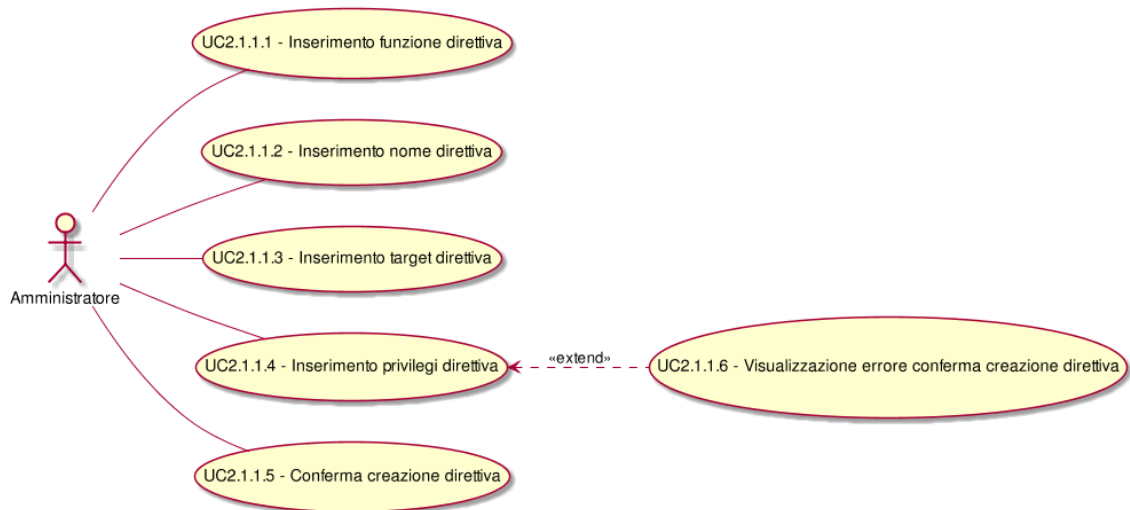 UC2.1.1.1 - Inserimento funzione direttiva
UC2.1.1.2 - Inserimento nome direttiva
UC2.1.1.3 - Inserimento target direttiva
Amministratore
«extend»
UC2.1.1.4 - Inserimento privilegi direttiva
UC2.1.1.6 - Visualizzazione errore conferma creazione direttiva
UC2.1.1.5 - Conferma creazione direttiva